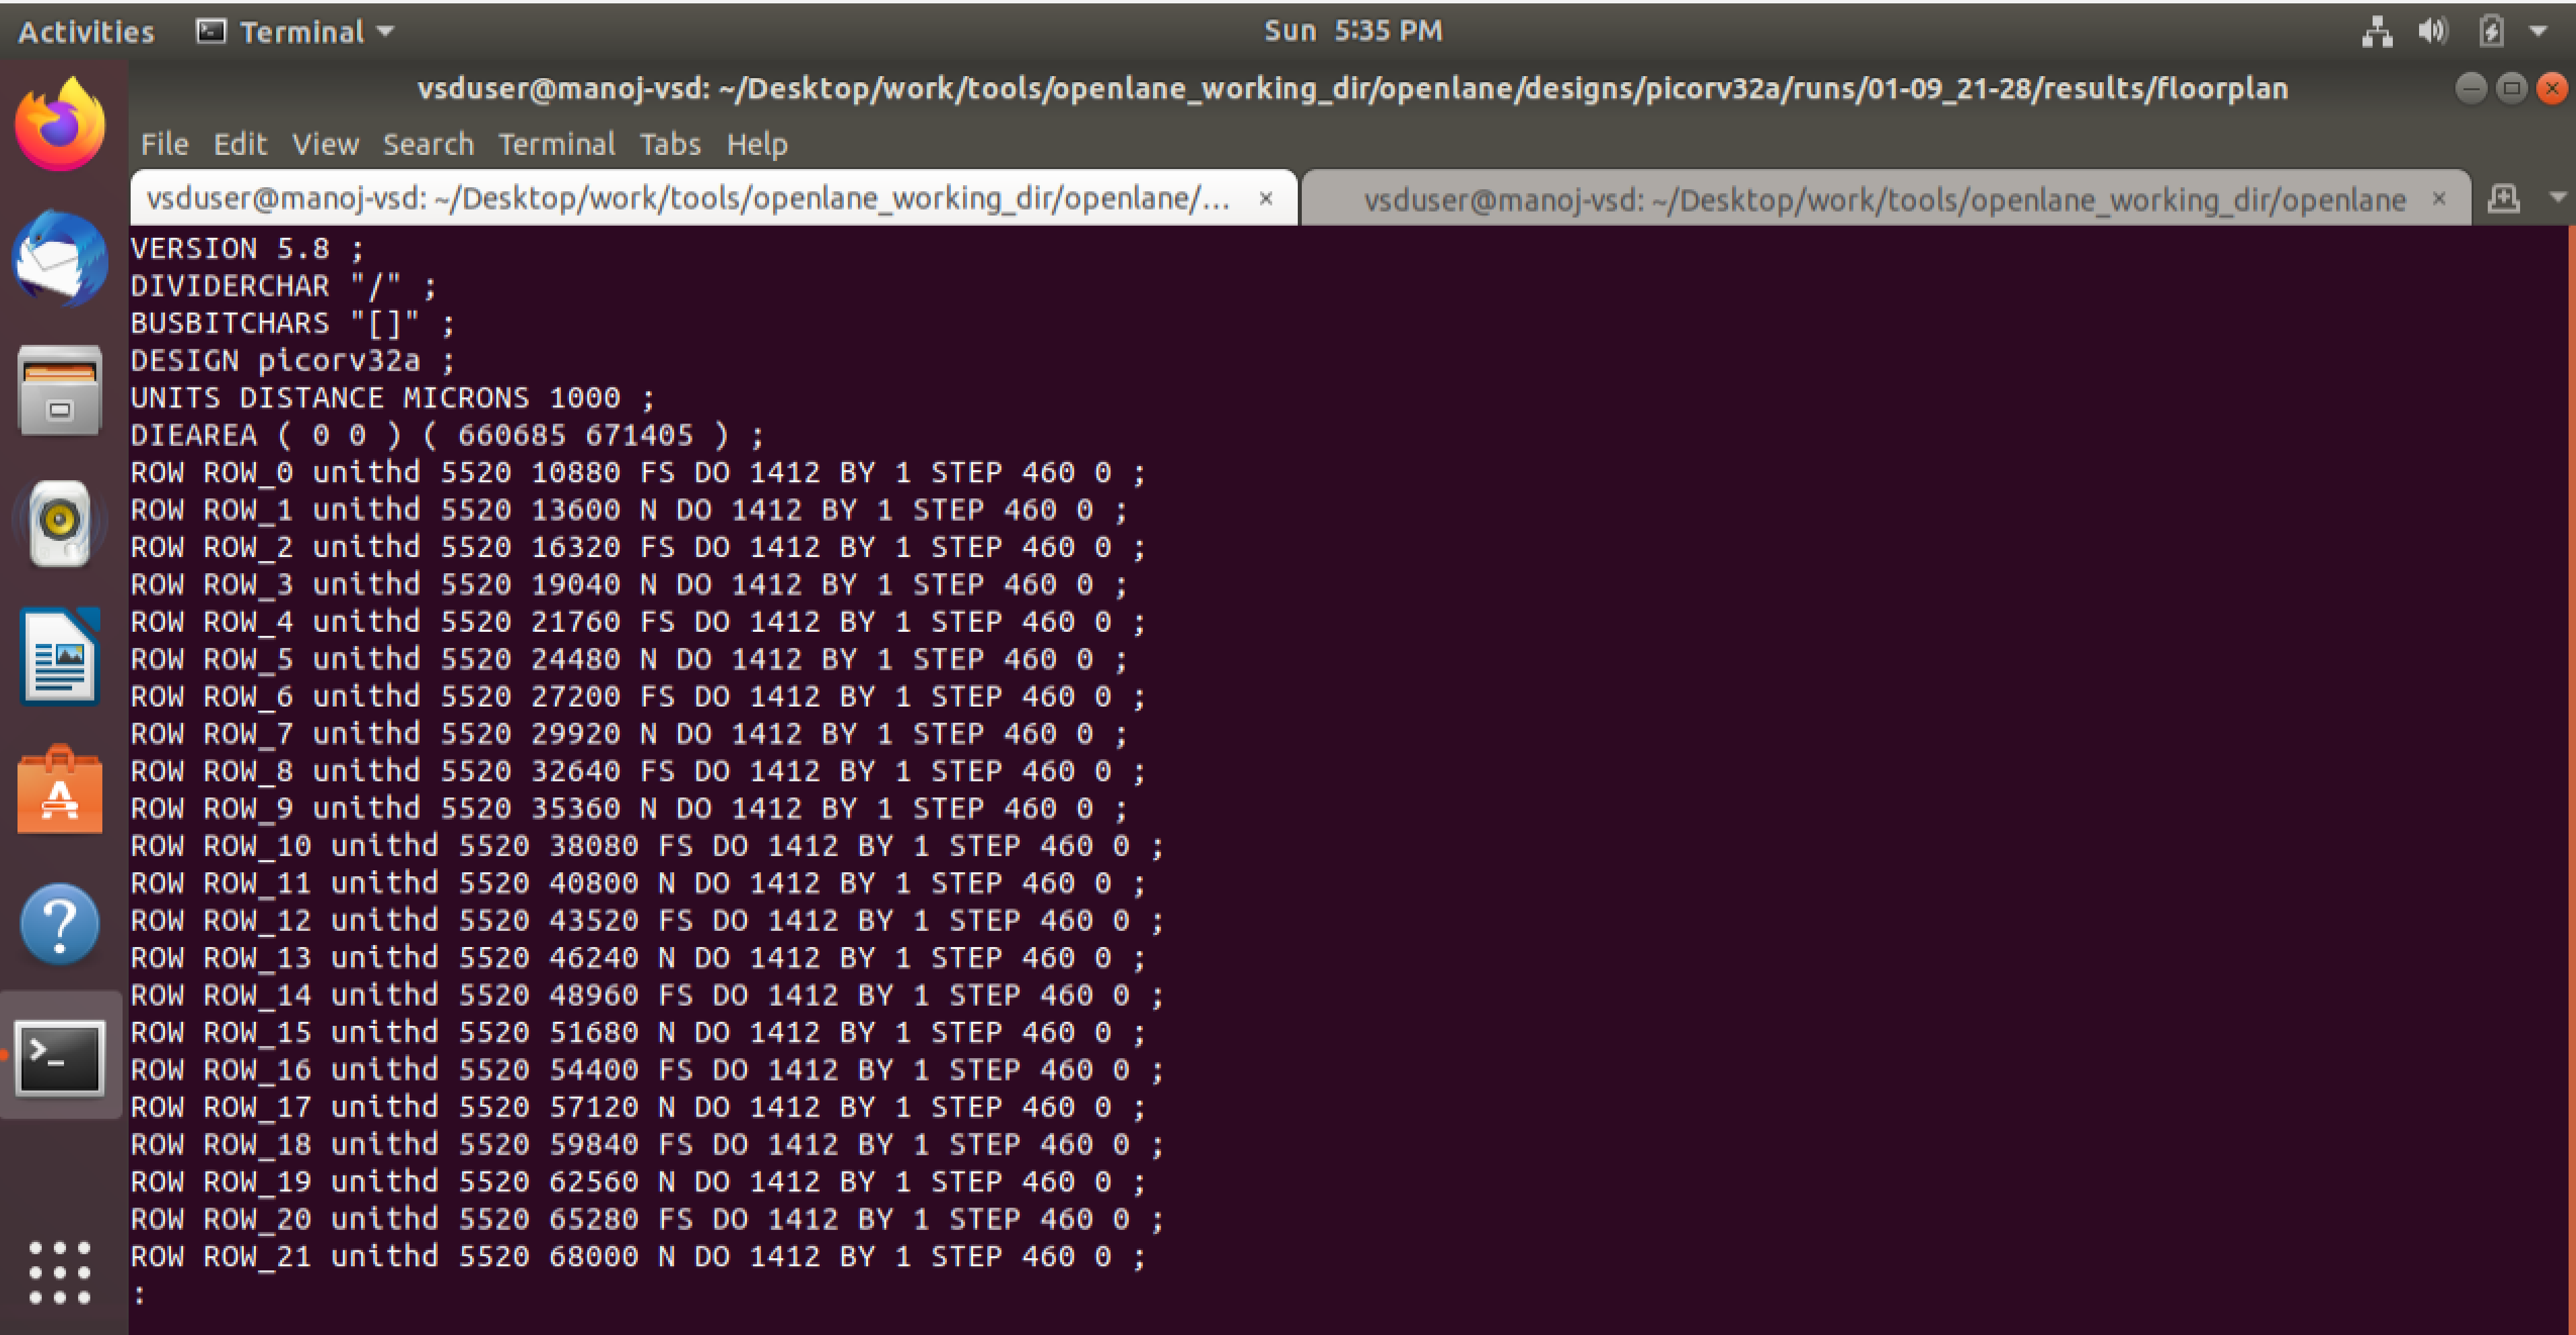 Activities Terminal Sun 5:35 PM
vsduser@manoj-vsd: ~/Desktop/work/tools/openlane_working_dir/openlane/designs/picorv32a/runs/01-09_21-28/results/floorplan
File Edit View Search Terminal Tabs Help
vsduser@manoj-vsd: ~/Desktop/work/tools/openlane_working_dir/openlane/... × vsduser@manoj-vsd: ~/Desktop/work/tools/openlane_working_dir/openlane ×
VERSION 5.8 ;
DIVIDERCHAR "/" ;
BUSBITCHARS "[]" ;
DESIGN picorv32a ;
UNITS DISTANCE MICRONS 1000 ;
DIEAREA ( 0 0 ) ( 660685 671405 ) ;
ROW ROW_0 unithd 5520 10880 FS DO 1412 BY 1 STEP 460 0 ;
ROW ROW_1 unithd 5520 13600 N DO 1412 BY 1 STEP 460 0 ;
ROW ROW_2 unithd 5520 16320 FS DO 1412 BY 1 STEP 460 0 ;
ROW ROW_3 unithd 5520 19040 N DO 1412 BY 1 STEP 460 0 ;
ROW ROW_4 unithd 5520 21760 FS DO 1412 BY 1 STEP 460 0 ;
ROW ROW_5 unithd 5520 24480 N DO 1412 BY 1 STEP 460 0 ;
ROW ROW_6 unithd 5520 27200 FS DO 1412 BY 1 STEP 460 0 ;
ROW ROW_7 unithd 5520 29920 N DO 1412 BY 1 STEP 460 0 ;
ROW ROW_8 unithd 5520 32640 FS DO 1412 BY 1 STEP 460 0 ;
ROW ROW_9 unithd 5520 35360 N DO 1412 BY 1 STEP 460 0 ;
ROW ROW_10 unithd 5520 38080 FS DO 1412 BY 1 STEP 460 0 ;
ROW ROW_11 unithd 5520 40800 N DO 1412 BY 1 STEP 460 0 ;
ROW ROW_12 unithd 5520 43520 FS DO 1412 BY 1 STEP 460 0 ;
ROW ROW_13 unithd 5520 46240 N DO 1412 BY 1 STEP 460 0 ;
ROW ROW_14 unithd 5520 48960 FS DO 1412 BY 1 STEP 460 0 ;
ROW ROW_15 unithd 5520 51680 N DO 1412 BY 1 STEP 460 0 ;
ROW ROW_16 unithd 5520 54400 FS DO 1412 BY 1 STEP 460 0 ;
ROW ROW_17 unithd 5520 57120 N DO 1412 BY 1 STEP 460 0 ;
ROW ROW_18 unithd 5520 59840 FS DO 1412 BY 1 STEP 460 0 ;
ROW ROW_19 unithd 5520 62560 N DO 1412 BY 1 STEP 460 0 ;
ROW ROW_20 unithd 5520 65280 FS DO 1412 BY 1 STEP 460 0 ;
ROW ROW_21 unithd 5520 68000 N DO 1412 BY 1 STEP 460 0 ;
: